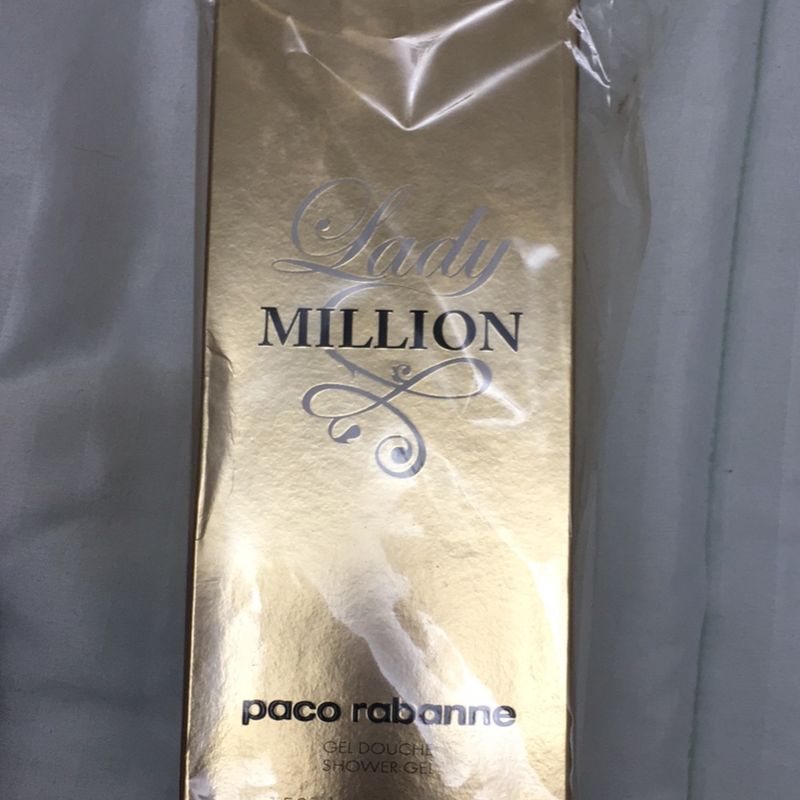 Lady
MILLION
paco rabanne
GEL DOUCHE
SHOWER GEL